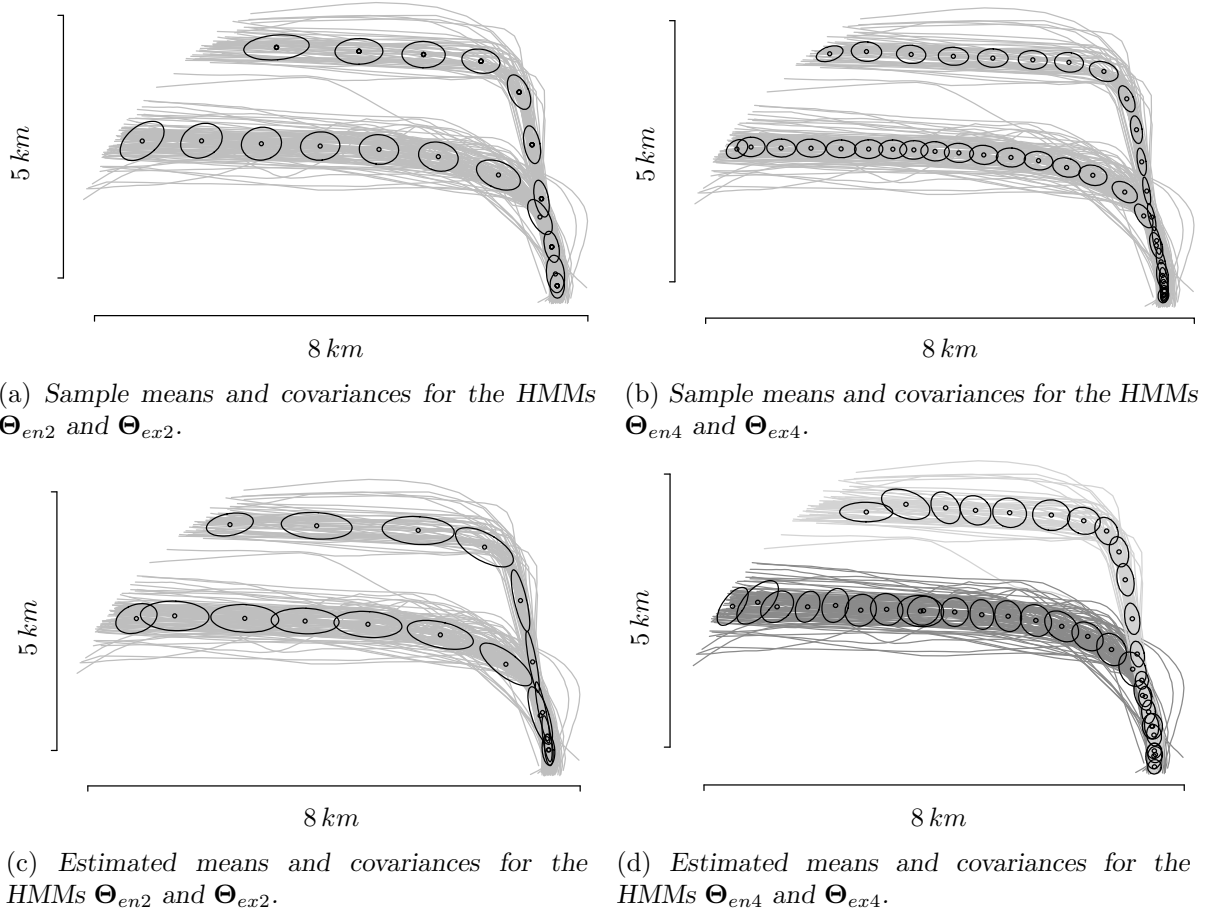 5 km
8 km
(a) Sample means and covariances for the HMMs
Θen2 and Θex2.
5 km
8 km
(b) Sample means and covariances for the HMMs
Θen4 and Θex4.
5 km
8 km
(c) Estimated means and covariances for the
HMMs Θen2 and Θex2.
5 km
8 km
(d) Estimated means and covariances for the
HMMs Θen4 and Θex4.